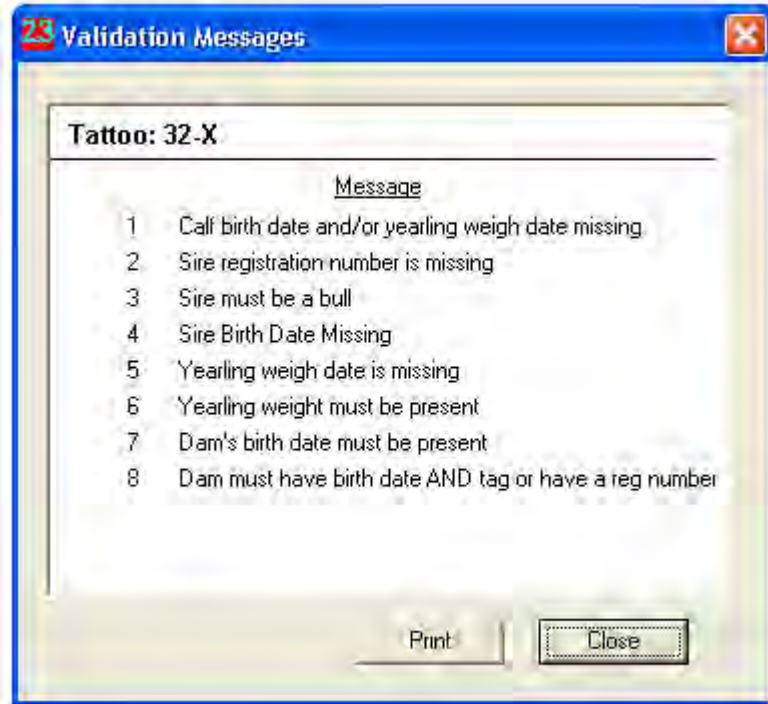 23 Validation Messages
Tattoo: 32-X
Message
1 Calf birth date and/or yearling weigh date missing
2 Sire registration number is missing
3 Sire must be a bull
4 Sire Birth Date Missing
5 Yearling weigh date is missing
6 Yearling weight must be present
7 Dam's birth date must be present
8 Dam must have birth date AND tag or have a reg number
Print Close